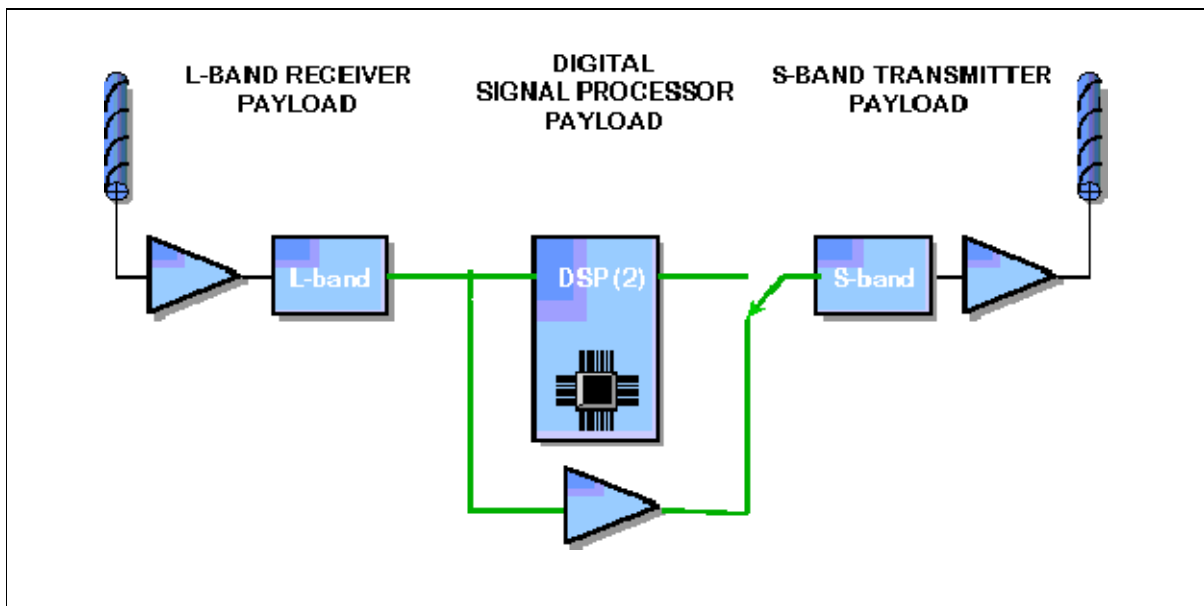 L-BAND RECEIVER
PAYLOAD
DIGITAL
SIGNAL PROCESSOR
PAYLOAD
S-BAND TRANSMITTER
PAYLOAD
L-band
DSP(2)
S-band